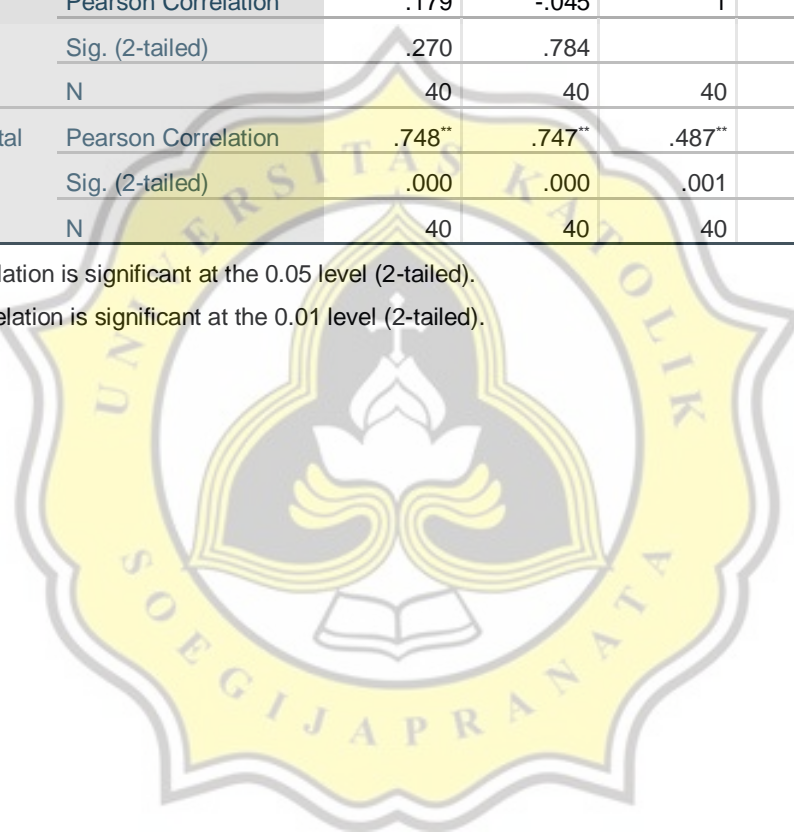 Pearson Correlation .179 -.045 1
Sig. (2-tailed) .270 .784
N 40 40 40
tal Pearson Correlation .748** .747** .487**
Sig. (2-tailed) .000 .000 .001
N 40 40 40
lation is significant at the 0.05 level (2-tailed).
elation is significant at the 0.01 level (2-tailed).
UNIVERSITAS KATOLIK
SOEGIJAPRANATA